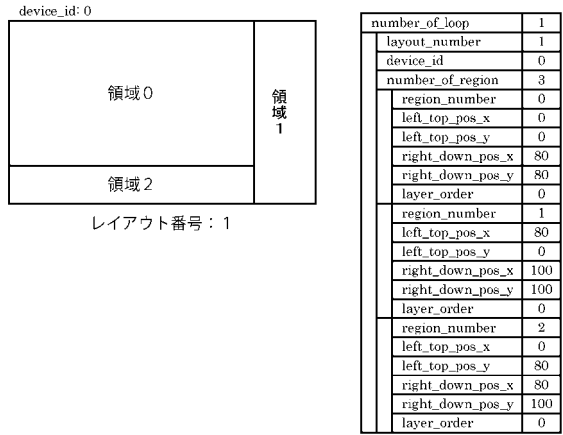 device_id: 0
領域0
領域1
領域2
レイアウト番号：1
number_of_loop 1
layout_number 1
device_id 0
number_of_region 3
region_number 0
left_top_pos_x 0
left_top_pos_y 0
right_down_pos_x 80
right_down_pos_y 80
layer_order 0
region_number 1
left_top_pos_x 80
left_top_pos_y 0
right_down_pos_x 100
right_down_pos_y 100
layer_order 0
region_number 2
left_top_pos_x 0
left_top_pos_y 80
right_down_pos_x 80
right_down_pos_y 100
layer_order 0